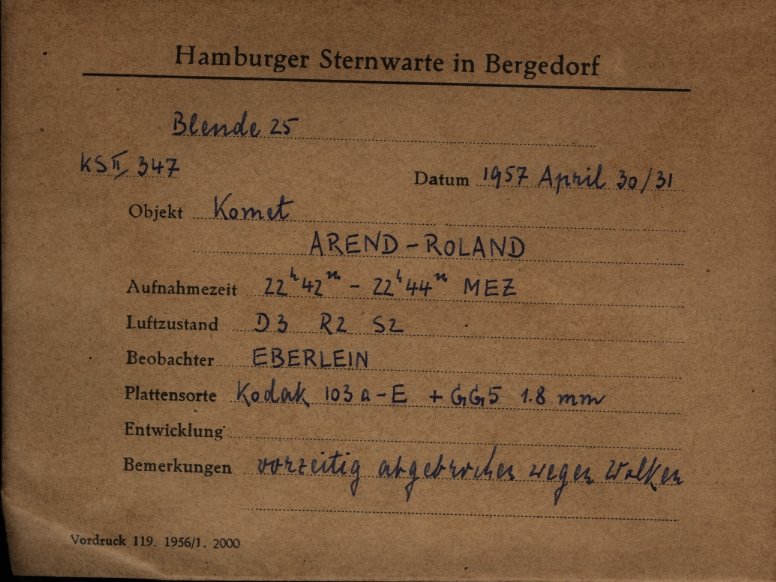 Hamburger Sternwarte in Bergedorf
Blende 25
KS II 347
Datum 1957 April 30/31
Objekt Komet
AREND-ROLAND
Aufnahmezeit 22ʰ42ᵐ - 22ʰ44ᵐ MEZ
Luftzustand D3 R2 S2
Beobachter EBERLEIN
Plattensorte Kodak 103a-E + GG5 1.8 mm
Entwicklung
Bemerkungen vorzeitig abgebrochen wegen Wolken
Vordruck 119. 1956/1. 2000